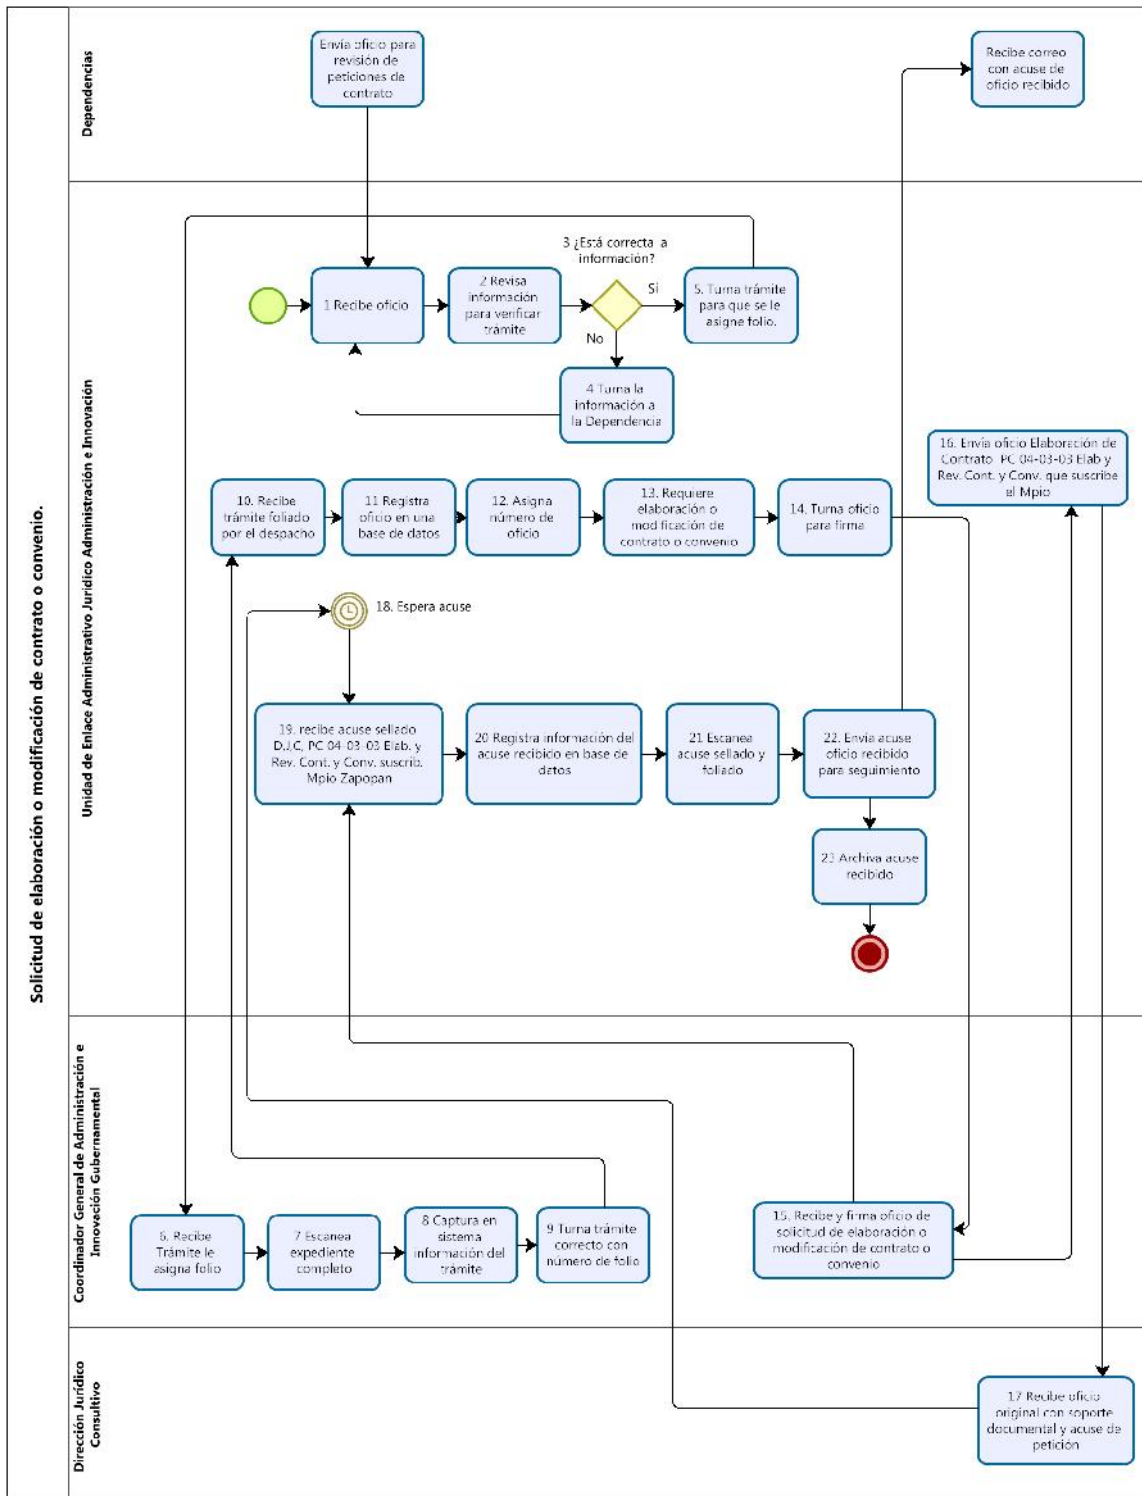 Solicitud de elaboración o modificación de contrato o convenio.
Dependencias
Envía oficio para
revisión de
peticiones de
contrato
Recibe correo
con acuse de
oficio recibido
Unidad de Enlace Administrativo Jurídico Administración e Innovación
1 Recibe oficio
2 Revisa
información
para verificar
trámite
3 ¿Está correcta a
información?
Si
No
5. Turna trámite
para que se le
asigne folio.
4 Turna la
información a
la Dependencia
16. Envía oficio Elaboración de
Contrato PC 04-03-03 Elab y
Rev. Cont. y Conv. que suscribe
el Mpio
10. Recibe
trámite foliado
por el despacho
11 Registra
oficio en una
base de datos
12. Asigna
número de
oficio
13. Requiere
elaboración o
modificación de
contrato o convenio
14. Turna oficio
para firma
18. Espera acuse
19. recibe acuse sellado
D.J.C, PC 04-03-03 Elab. y
Rev. Cont. y Conv. suscrib.
Mpio Zapopan
20 Registra información del
acuse recibido en base de
datos
21 Escanea
acuse sellado y
foliado
22. Envía acuse
oficio recibido
para seguimiento
23 Archiva acuse
recibido
Coordinador General de Administración e
Innovación Gubernamental
6. Recibe
Trámite le
asigna folio
7 Escanea
expediente
completo
8 Captura en
sistema
información del
trámite
9 Turna trámite
correcto con
número de folio
15. Recibe y firma oficio de
solicitud de elaboración o
modificación de contrato o
convenio
Dirección Jurídico
Consultivo
17 Recibe oficio
original con soporte
documental y acuse de
petición